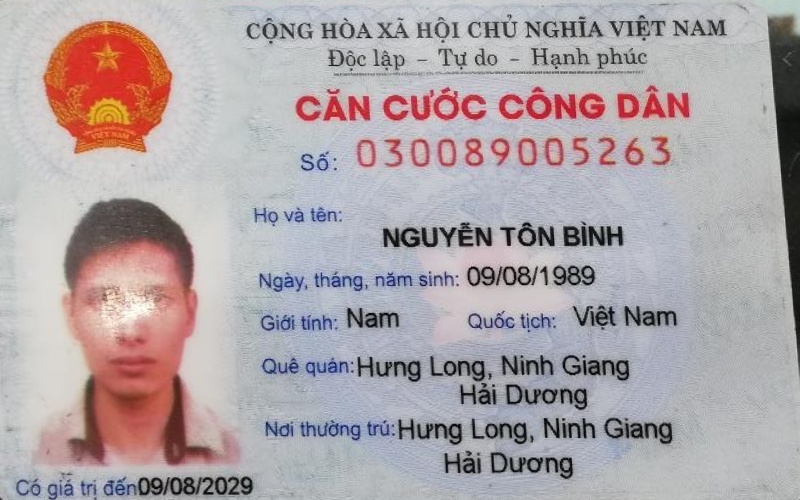 CỘNG HÒA XÃ HỘI CHỦ NGHĨA VIỆT NAM
Độc lập – Tự do – Hạnh phúc
CĂN CƯỚC CÔNG DÂN
Số: 030089005263
Họ và tên:
NGUYỄN TÔN BÌNH
Ngày, tháng, năm sinh: 09/08/1989
Giới tính: Nam Quốc tịch: Việt Nam
Quê quán: Hưng Long, Ninh Giang
Hải Dương
Nơi thường trú: Hưng Long, Ninh Giang
Hải Dương
Có giá trị đến 09/08/2029
VIỆT NAM